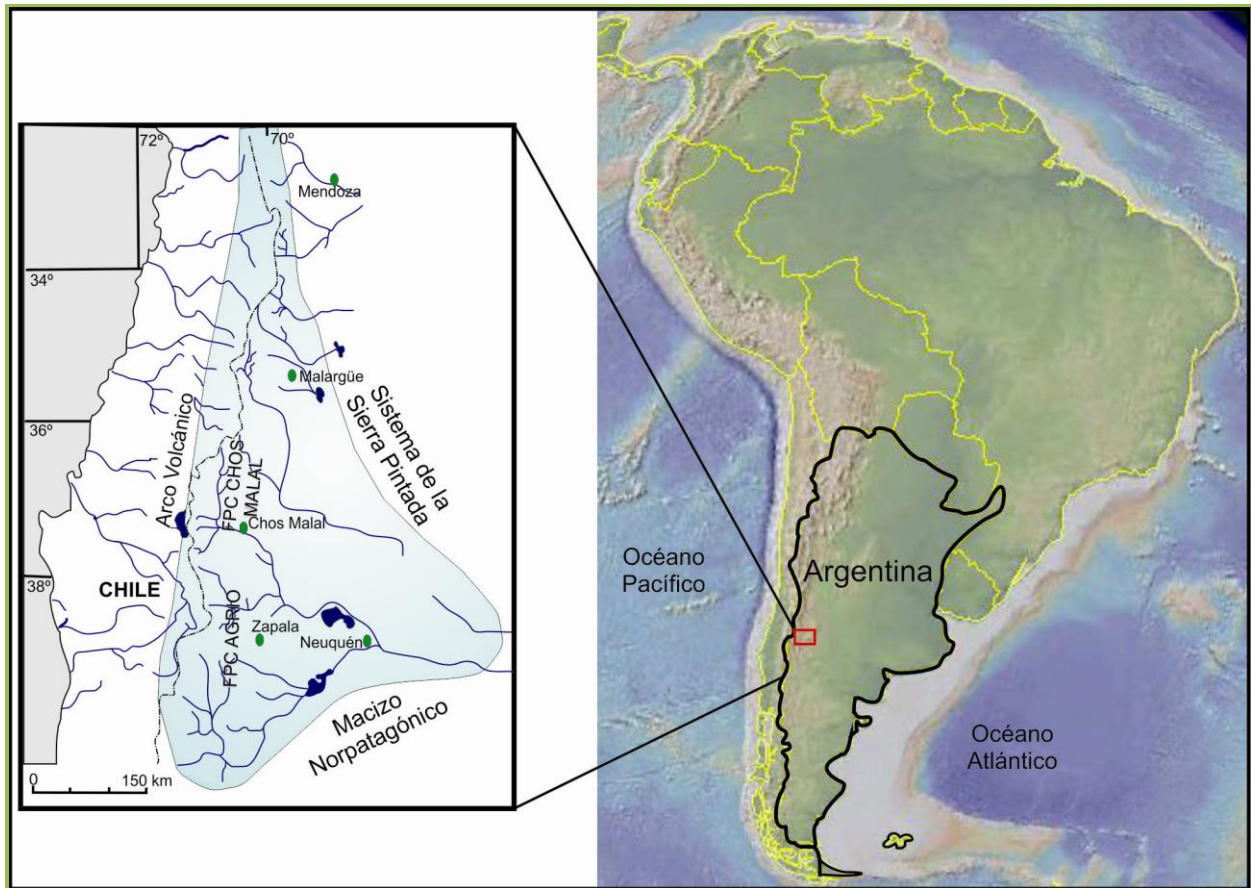 72º
70º
Mendoza
34º
Malargüe
Sistema de la
Sierra Pintada
36º
Arco Volcánico
FPC CHOS
MALAL
Chos Malal
38º
CHILE
Zapala
Neuquén
FPC AGRIO
Macizo
Norpatagónico
0
150 km
Océano
Pacífico
Argentina
Océano
Atlántico